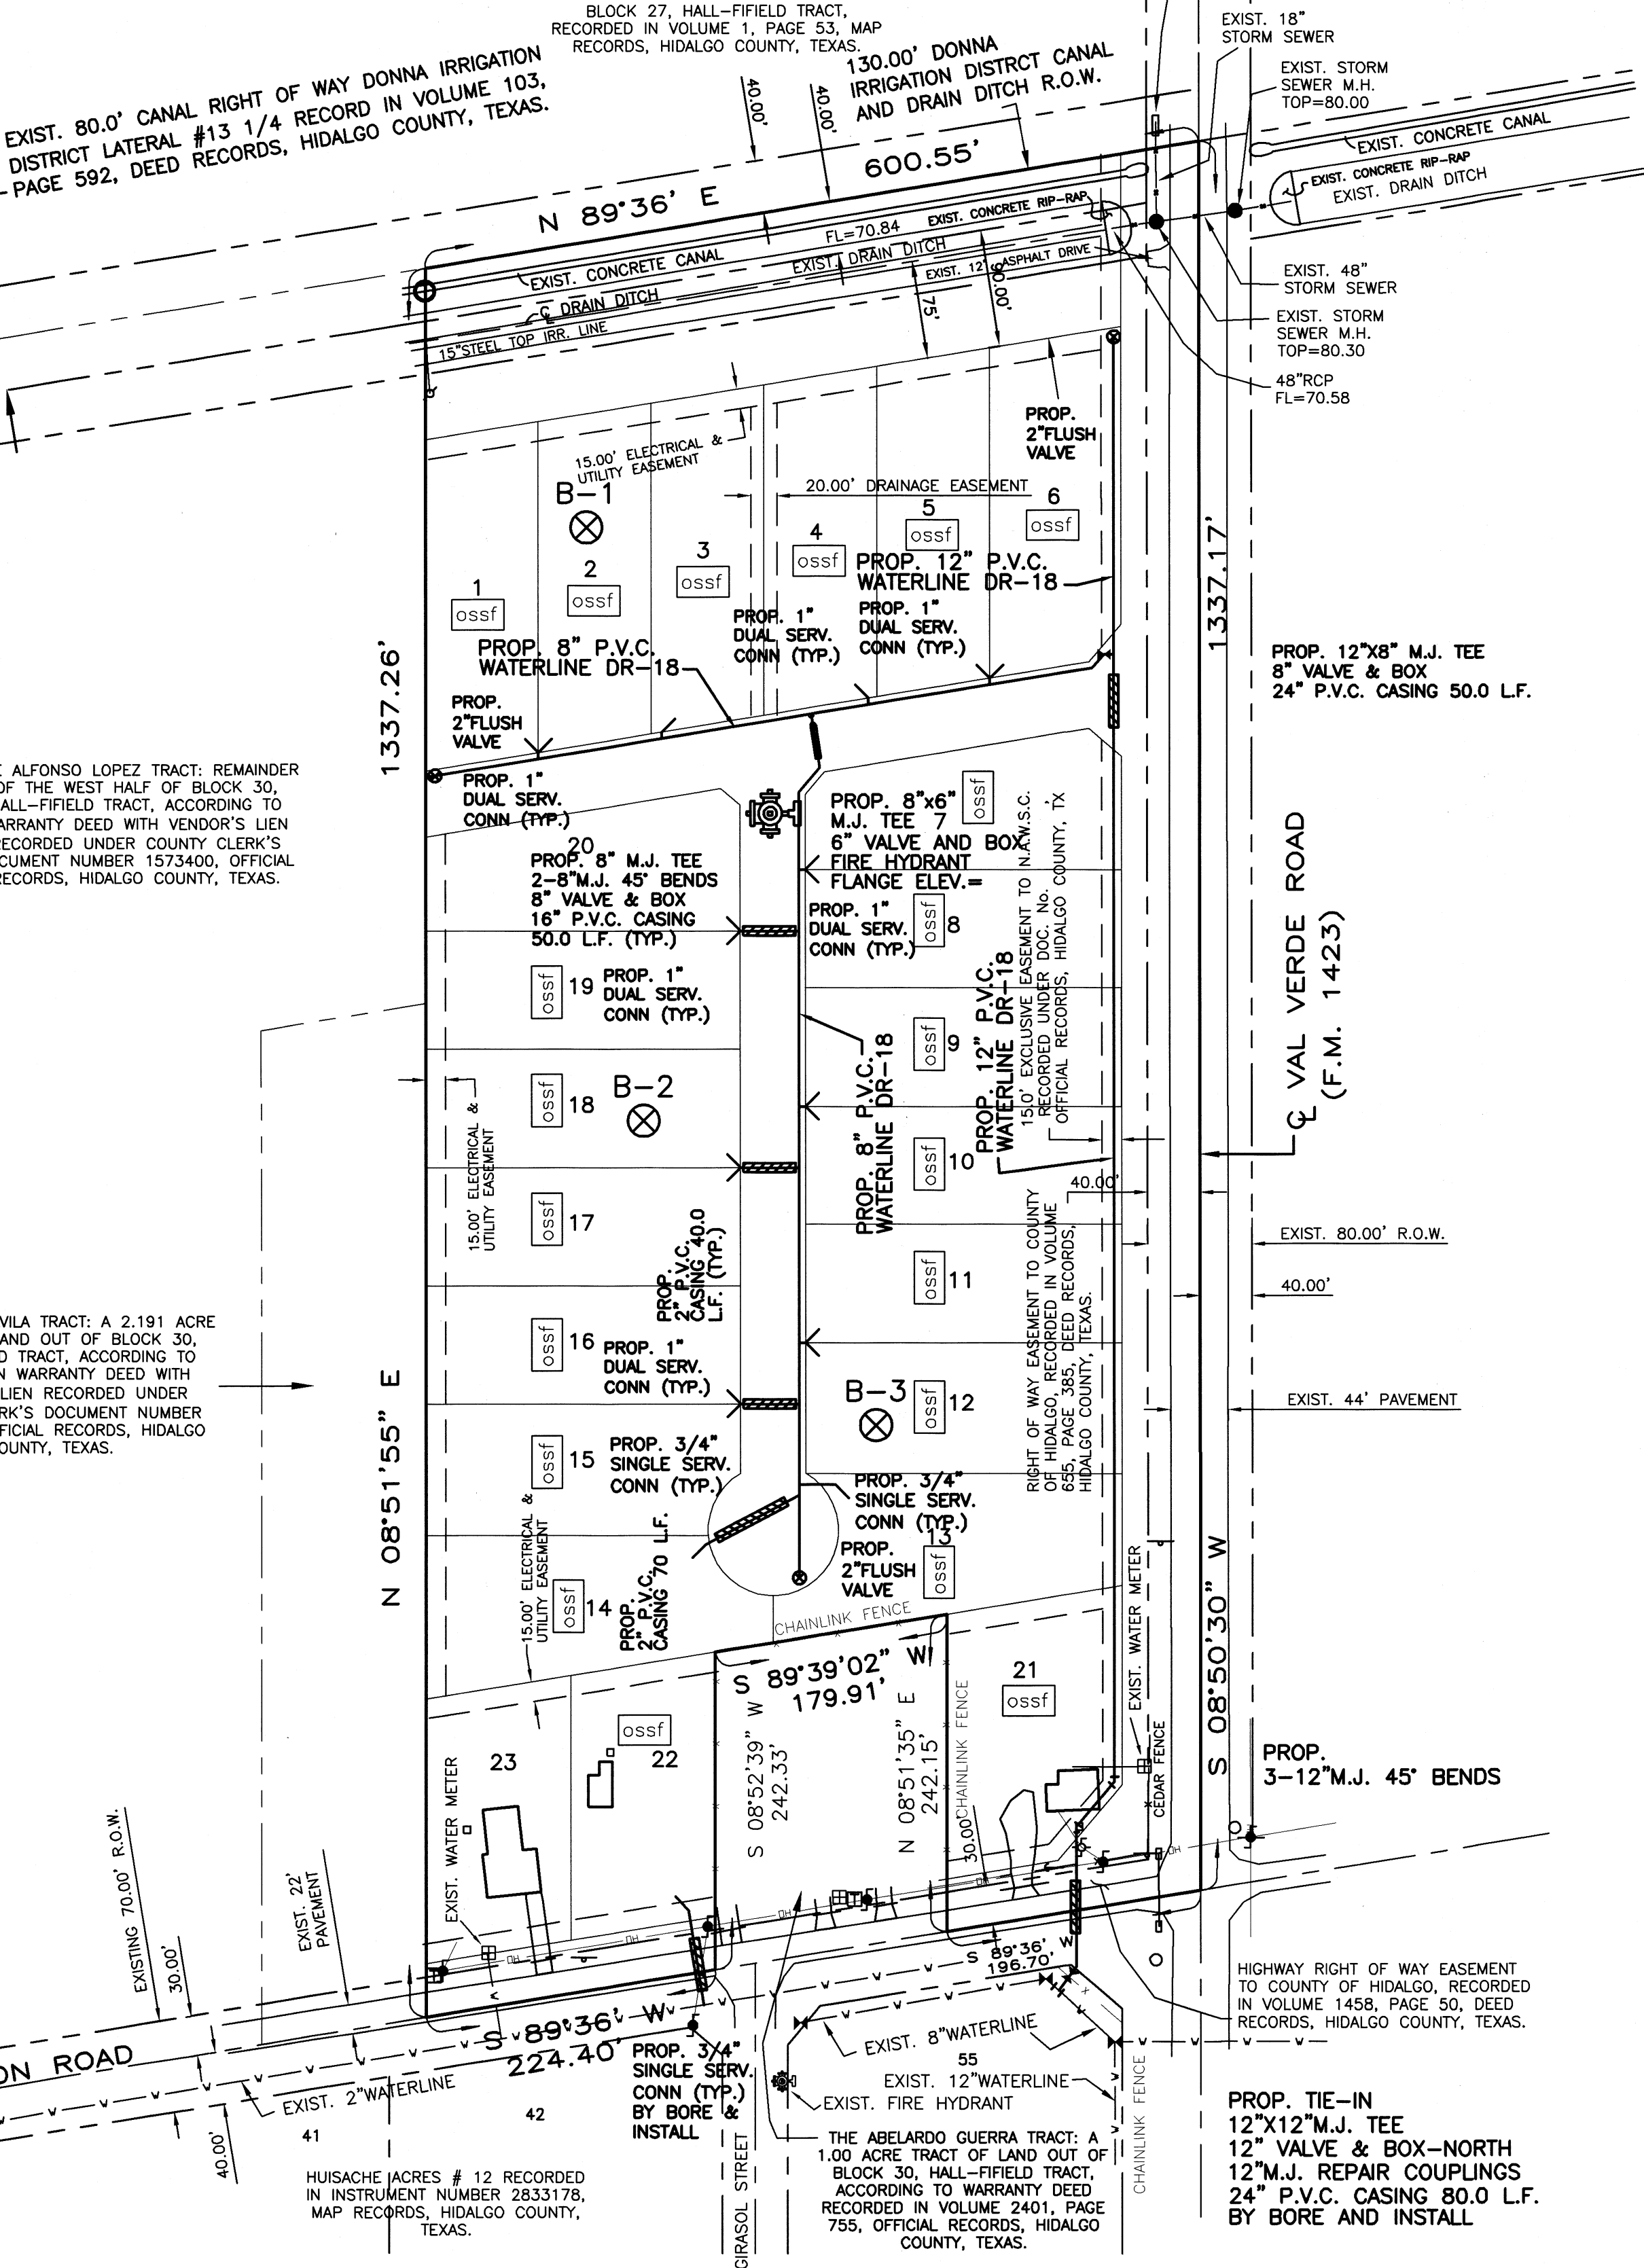 BLOCK 27, HALL-FIFIELD TRACT,
RECORDED IN VOLUME 1, PAGE 53, MAP
RECORDS, HIDALGO COUNTY, TEXAS.
EXIST. 80.0' CANAL RIGHT OF WAY DONNA IRRIGATION
DISTRICT LATERAL #13 1/4 RECORD IN VOLUME 103,
PAGE 592, DEED RECORDS, HIDALGO COUNTY, TEXAS.
40.00'
40.00'
130.00' DONNA
IRRIGATION DISTRCT CANAL
AND DRAIN DITCH R.O.W.
EXIST. 18"
STORM SEWER
EXIST. STORM
SEWER M.H.
TOP=80.00
EXIST. CONCRETE CANAL
EXIST. CONCRETE RIP-RAP
EXIST. DRAIN DITCH
EXIST. 48"
STORM SEWER
EXIST. STORM
SEWER M.H.
TOP=80.30
48"RCP
FL=70.58
N 89°36' E
600.55'
FL=70.84
EXIST. CONCRETE RIP-RAP
EXIST. CONCRETE CANAL
EXIST. DRAIN DITCH
EXIST. 12' ASPHALT DRIVE
℄ DRAIN DITCH
15"STEEL TOP IRR. LINE
75'
90.00'
PROP.
2"FLUSH
VALVE
15.00' ELECTRICAL &
UTILITY EASEMENT
20.00' DRAINAGE EASEMENT
B-1
1
ossf
2
ossf
3
ossf
4
ossf
5
ossf
6
ossf
PROP. 12" P.V.C.
WATERLINE DR-18
PROP. 1"
DUAL SERV.
CONN (TYP.)
PROP. 1"
DUAL SERV.
CONN (TYP.)
PROP. 8" P.V.C.
WATERLINE DR-18
PROP.
2"FLUSH
VALVE
1337.26'
1337.17'
PROP. 12"X8" M.J. TEE
8" VALVE & BOX
24" P.V.C. CASING 50.0 L.F.
ALFONSO LOPEZ TRACT: REMAINDER
OF THE WEST HALF OF BLOCK 30,
HALL-FIFIELD TRACT, ACCORDING TO
WARRANTY DEED WITH VENDOR'S LIEN
RECORDED UNDER COUNTY CLERK'S
DOCUMENT NUMBER 1573400, OFFICIAL
RECORDS, HIDALGO COUNTY, TEXAS.
PROP. 1"
DUAL SERV.
CONN (TYP.)
20
PROP. 8" M.J. TEE
2-8"M.J. 45° BENDS
8" VALVE & BOX
16" P.V.C. CASING
50.0 L.F. (TYP.)
ossf
PROP. 8"x6"
M.J. TEE 7
6" VALVE AND BOX
FIRE HYDRANT
FLANGE ELEV.=
PROP. 1"
DUAL SERV.
CONN (TYP.)
ossf
8
15.0' EXCLUSIVE EASEMENT TO N.A.W.S.C.
RECORDED UNDER DOC. No.
OFFICIAL RECORDS, HIDALGO COUNTY, TX
ossf
19
PROP. 1"
DUAL SERV.
CONN (TYP.)
ossf
9
PROP. 12" P.V.C.
WATERLINE DR-18
PROP. 8" P.V.C.
WATERLINE DR-18
℄ VAL VERDE ROAD
(F.M. 1423)
ossf
18
B-2
15.00' ELECTRICAL &
UTILITY EASEMENT
ossf
10
40.00'
ossf
17
PROP.
2" P.V.C.
CASING 40.0
L.F. (TYP.)
ossf
11
RIGHT OF WAY EASEMENT TO COUNTY
OF HIDALGO, RECORDED IN VOLUME
655, PAGE 385, DEED RECORDS,
HIDALGO COUNTY, TEXAS.
EXIST. 80.00' R.O.W.
40.00'
EXIST. 44' PAVEMENT
VILA TRACT: A 2.191 ACRE
LAND OUT OF BLOCK 30,
TRACT, ACCORDING TO
WARRANTY DEED WITH
LIEN RECORDED UNDER
DOCUMENT NUMBER
OFFICIAL RECORDS, HIDALGO
COUNTY, TEXAS.
N 08°51'55" E
ossf
16
PROP. 1"
DUAL SERV.
CONN (TYP.)
B-3
ossf
12
ossf
15
PROP. 3/4"
SINGLE SERV.
CONN (TYP.)
PROP. 3/4"
SINGLE SERV.
CONN (TYP.)
13
ossf
PROP.
2"FLUSH
VALVE
15.00' ELECTRICAL &
UTILITY EASEMENT
ossf
14
PROP.
2" P.V.C.
CASING 70 L.F.
CHAINLINK FENCE
S 89°39'02" W
179.91'
S 08°52'39" W
242.33'
N 08°51'35" E
242.15'
CHAINLINK FENCE
30.00'
21
ossf
EXIST. WATER METER
CEDAR FENCE
S 08°50'30" W
PROP.
3-12"M.J. 45° BENDS
23
ossf
22
EXIST. WATER METER
EXISTING 70.00' R.O.W.
30.00'
EXIST. 22'
PAVEMENT
OH
OH
OH
OH
OH
S 89°36' W
196.70'
S 89°36' W
224.40'
ON ROAD
EXIST. 2"WATERLINE
40.00'
41
42
PROP. 3/4"
SINGLE SERV.
CONN (TYP.)
BY BORE &
INSTALL
EXIST. 8"WATERLINE
55
EXIST. 12"WATERLINE
EXIST. FIRE HYDRANT
HIGHWAY RIGHT OF WAY EASEMENT
TO COUNTY OF HIDALGO, RECORDED
IN VOLUME 1458, PAGE 50, DEED
RECORDS, HIDALGO COUNTY, TEXAS.
HUISACHE ACRES # 12 RECORDED
IN INSTRUMENT NUMBER 2833178,
MAP RECORDS, HIDALGO COUNTY,
TEXAS.
GIRASOL STREET
THE ABELARDO GUERRA TRACT: A
1.00 ACRE TRACT OF LAND OUT OF
BLOCK 30, HALL-FIFIELD TRACT,
ACCORDING TO WARRANTY DEED
RECORDED IN VOLUME 2401, PAGE
755, OFFICIAL RECORDS, HIDALGO
COUNTY, TEXAS.
CHAINLINK FENCE
PROP. TIE-IN
12"X12"M.J. TEE
12" VALVE & BOX-NORTH
12"M.J. REPAIR COUPLINGS
24" P.V.C. CASING 80.0 L.F.
BY BORE AND INSTALL